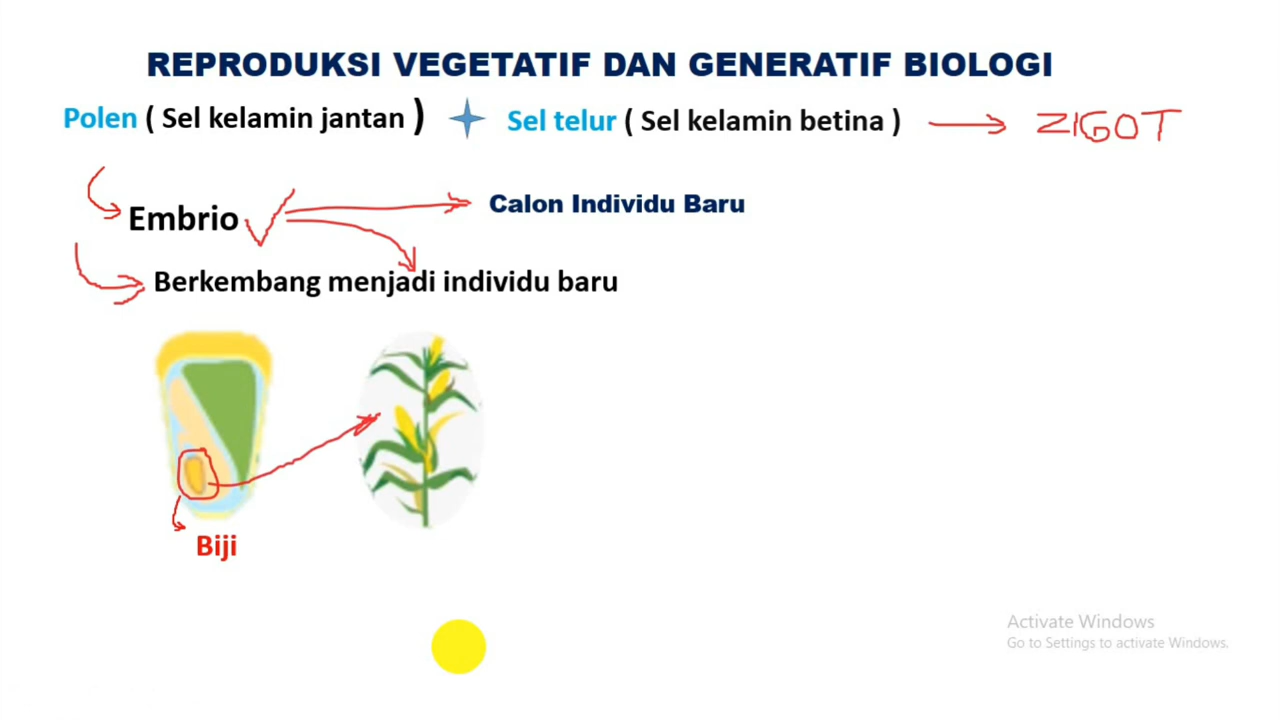 REPRODUKSI VEGETATIF DAN GENERATIF BIOLOGI
Polen ( Sel kelamin jantan ) Sel telur ( Sel kelamin betina ) ZIGOT
Embrio Calon Individu Baru
Berkembang menjadi individu baru
Biji
Activate Windows
Go to Settings to activate Windows.